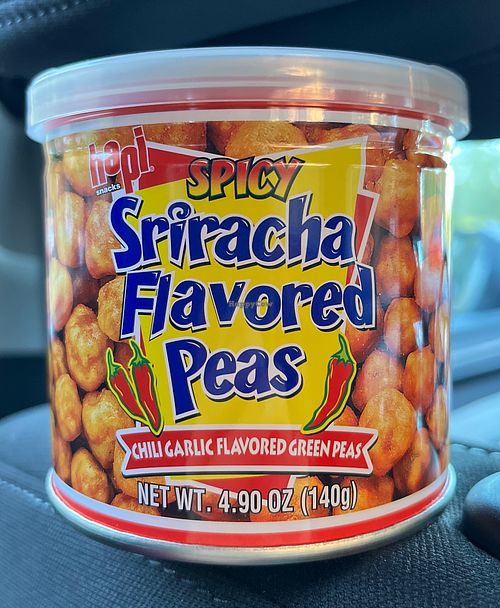 hapi
snacks
SPICY
Sriracha
Flavored
Peas
CHILI GARLIC FLAVORED GREEN PEAS
NET WT. 4.90 OZ (140g)